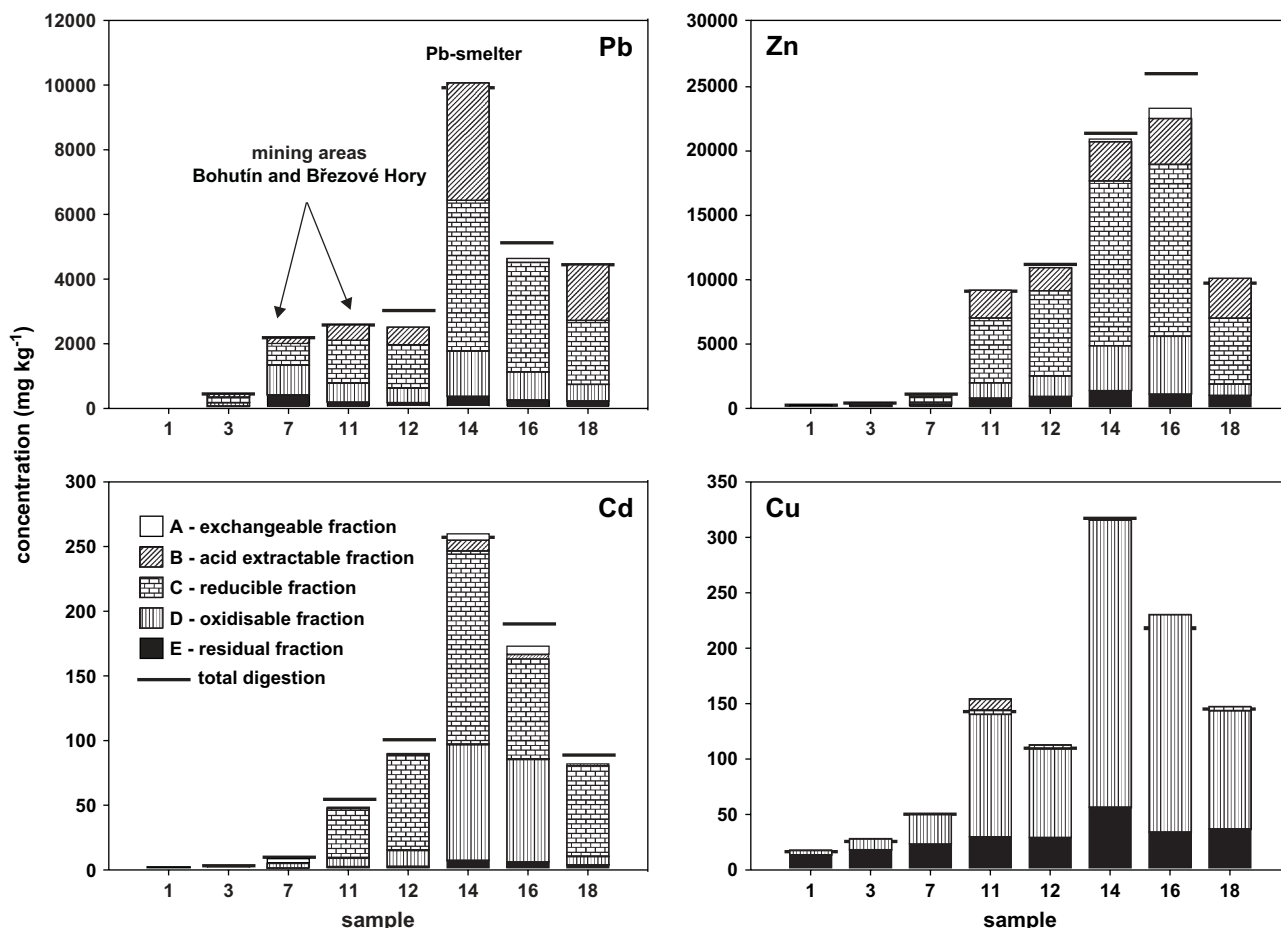 concentration (mg kg-1)
12000
10000
8000
6000
4000
2000
0
Pb
Pb-smelter
mining areas
Bohutín and Březové Hory
1 3 7 11 12 14 16 18
30000
25000
20000
15000
10000
5000
0
Zn
1 3 7 11 12 14 16 18
300
250
200
150
100
50
0
Cd
A - exchangeable fraction
B - acid extractable fraction
C - reducible fraction
D - oxidisable fraction
E - residual fraction
total digestion
1 3 7 11 12 14 16 18
sample
350
300
250
200
150
100
50
0
Cu
1 3 7 11 12 14 16 18
sample